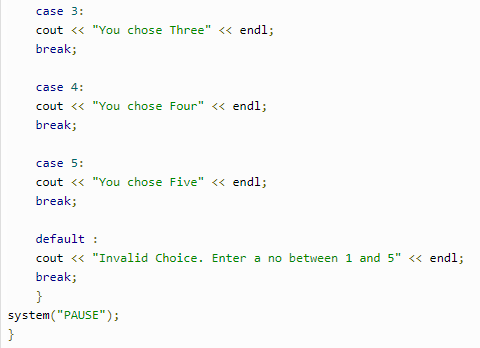 case 3:
cout << "You chose Three" << endl;
break;
case 4:
cout << "You chose Four" << endl;
break;
case 5:
cout << "You chose Five" << endl;
break;
default :
cout << "Invalid Choice. Enter a no between 1 and 5" << endl;
break;
}
system("PAUSE");
}